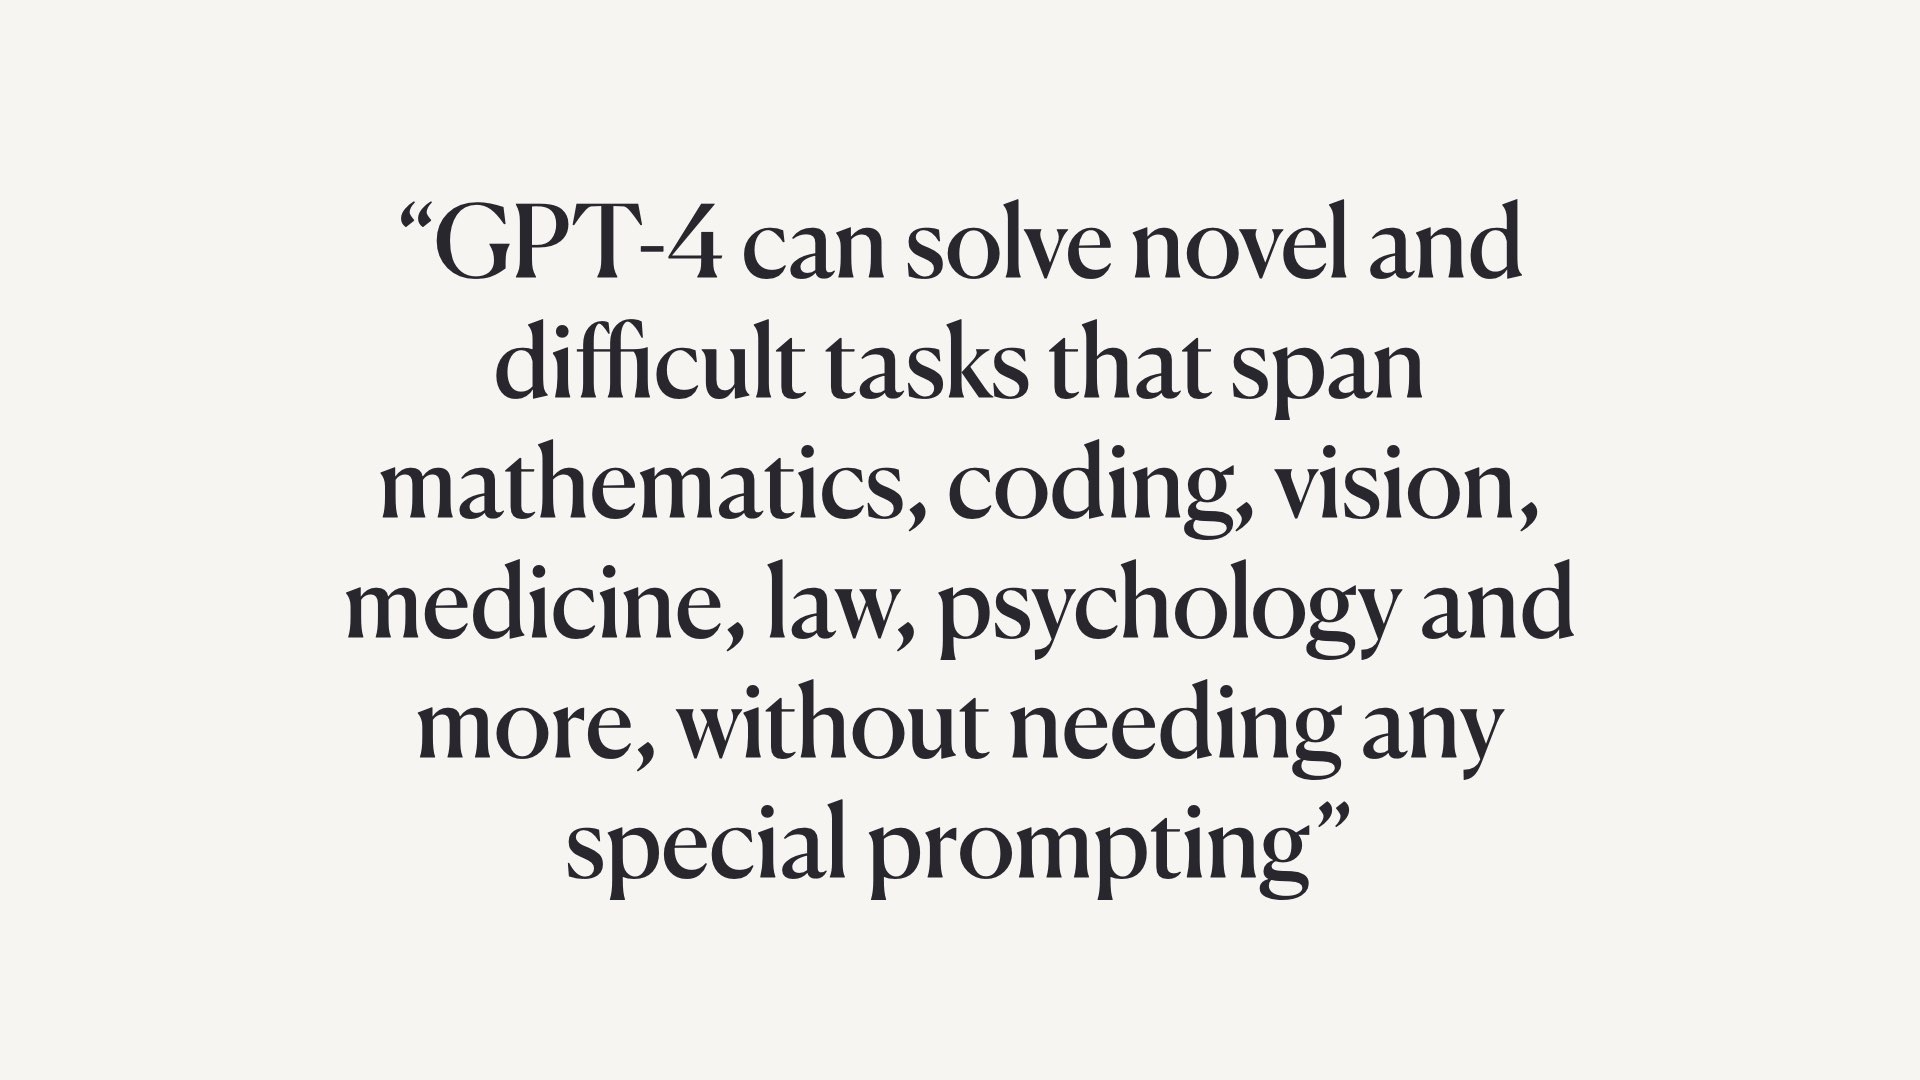 “GPT-4 can solve novel and
difficult tasks that span
mathematics, coding, vision,
medicine, law, psychology and
more, without needing any
special prompting”